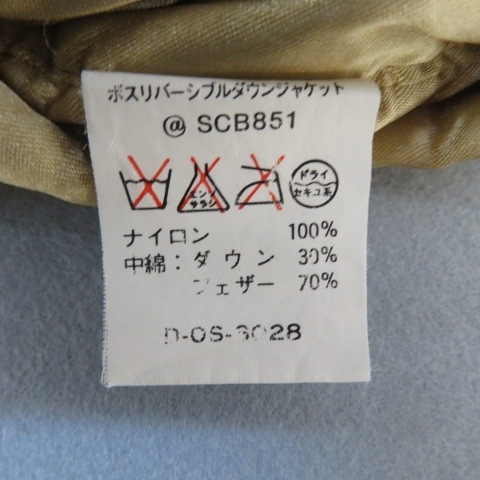 ボスリバーシブルダウンジャケット
@ SCB851
エンソ
サラシ
ドライ
セキユ系
ナイロン 100%
中綿：ダウン 30%
フェザー 70%
D-OS-3028